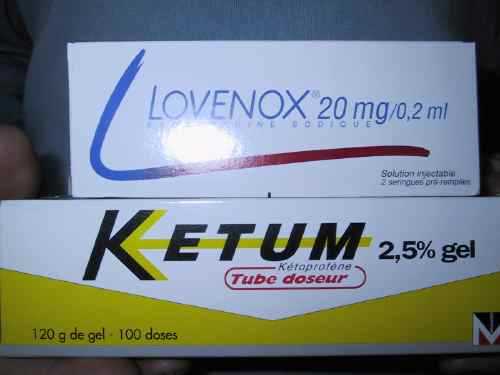 LOVENOX® 20 mg/0,2 ml
ÉNOXAPARINE SODIQUE
Solution injectable
2 seringues pré-remplies
KETUM 2,5% gel
Kétoprofène
Tube doseur
120 g de gel - 100 doses